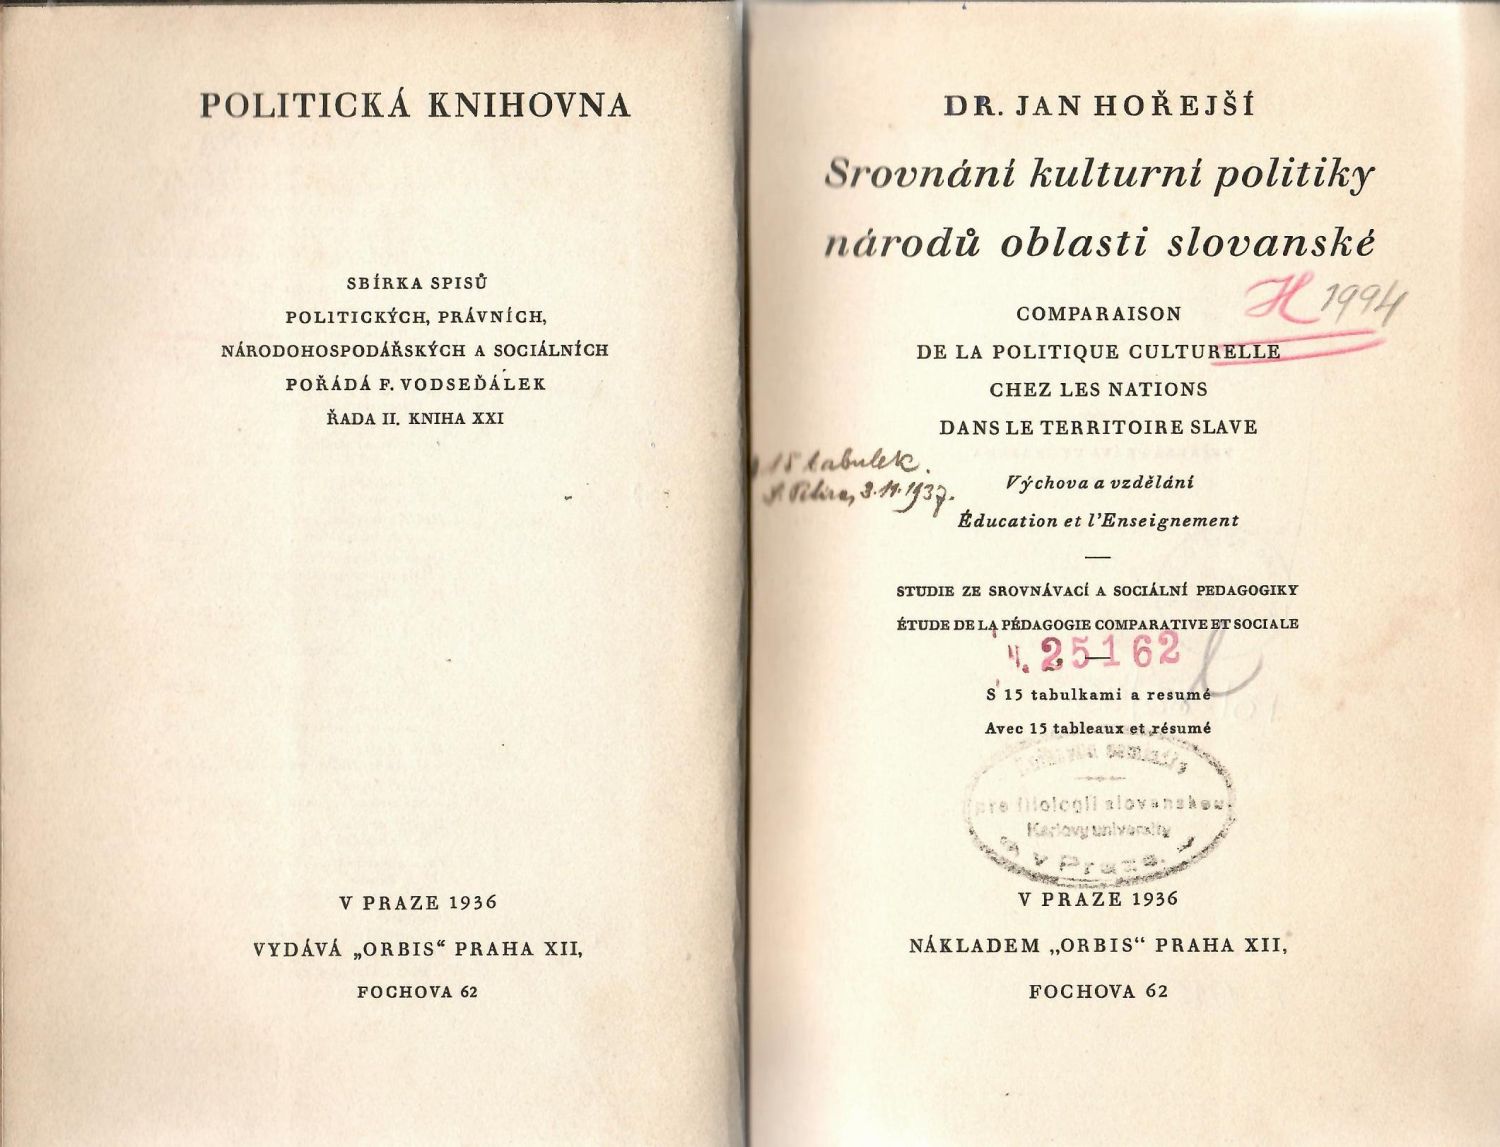 POLITICKÁ KNIHOVNA
SBÍRKA SPISŮ
POLITICKÝCH, PRÁVNÍCH,
NÁRODOHOSPODÁŘSKÝCH A SOCIÁLNÍCH
POŘÁDÁ F. VODSEĎÁLEK
ŘADA II. KNIHA XXI
V PRAZE 1936
VYDÁVÁ „ORBIS“ PRAHA XII,
FOCHOVA 62
DR. JAN HOŘEJŠÍ
Srovnání kulturní politiky
národů oblasti slovanské
H 1994
COMPARAISON
DE LA POLITIQUE CULTURELLE
CHEZ LES NATIONS
DANS LE TERRITOIRE SLAVE
15 tabulek.
3.11.1937.
Výchova a vzdělání
Éducation et l'Enseignement
STUDIE ZE SROVNÁVACÍ A SOCIÁLNÍ PEDAGOGIKY
ÉTUDE DE LA PÉDAGOGIE COMPARATIVE ET SOCIALE
25162
S 15 tabulkami a resumé
Avec 15 tableaux et résumé
pro filologii slovanskou
Karlovy university
v Praze.
V PRAZE 1936
NÁKLADEM „ORBIS“ PRAHA XII,
FOCHOVA 62